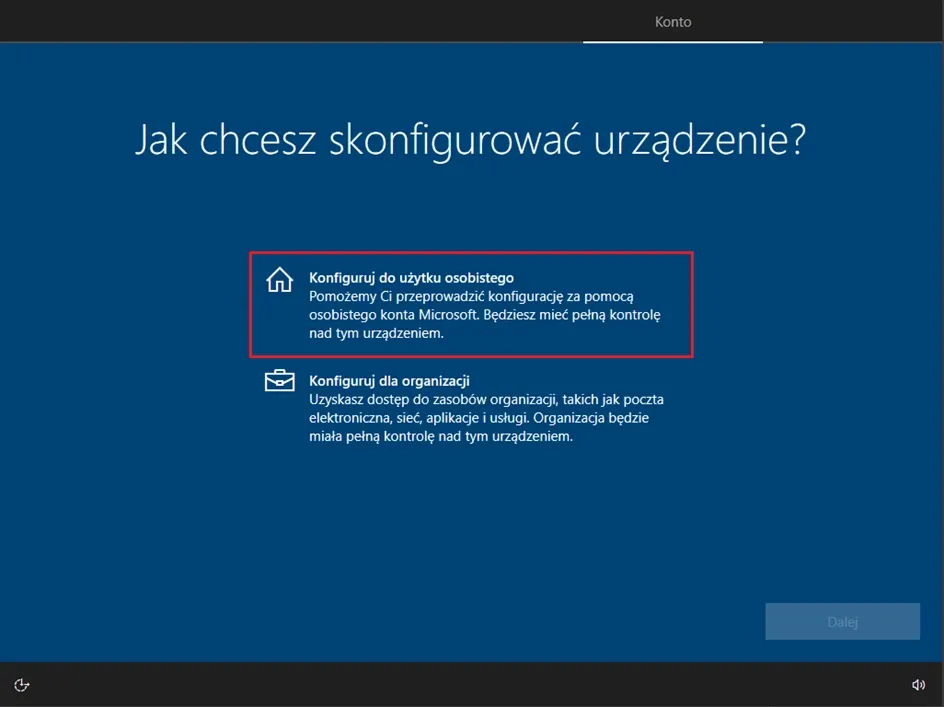 Konto
Jak chcesz skonfigurować urządzenie?
Konfiguruj do użytku osobistego
Pomożemy Ci przeprowadzić konfigurację za pomocą
osobistego konta Microsoft. Będziesz mieć pełną kontrolę
nad tym urządzeniem.
Konfiguruj dla organizacji
Uzyskasz dostęp do zasobów organizacji, takich jak poczta
elektroniczna, sieć, aplikacje i usługi. Organizacja będzie
miała pełną kontrolę nad tym urządzeniem.
Dalej